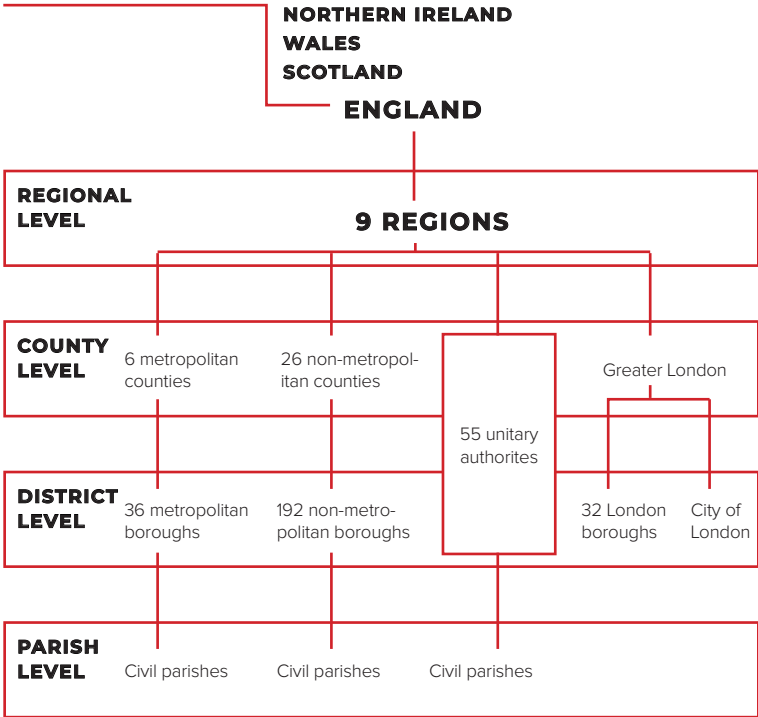 NORTHERN IRELAND
WALES
SCOTLAND
ENGLAND
REGIONAL
LEVEL
9 REGIONS
COUNTY
LEVEL
6 metropolitan
counties
26 non-metropol-
itan counties
Greater London
55 unitary
authorites
DISTRICT
LEVEL
36 metropolitan
boroughs
192 non-metro-
politan boroughs
32 London
boroughs
City of
London
PARISH
LEVEL
Civil parishes
Civil parishes
Civil parishes